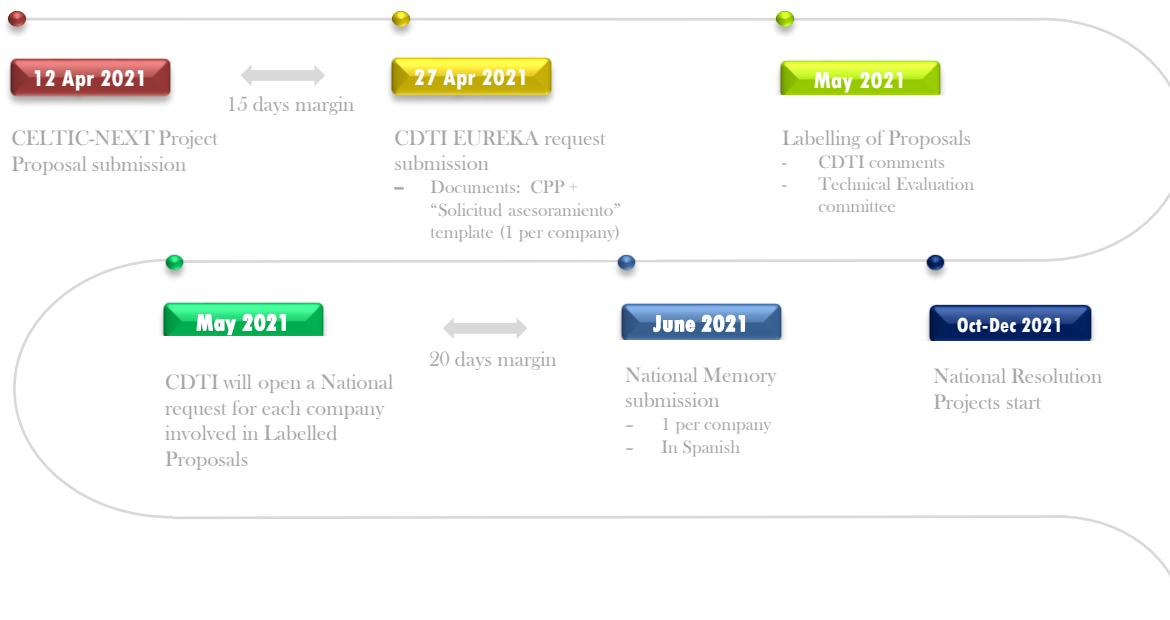 12 Apr 2021
15 days margin
27 Apr 2021
May 2021
CELTIC-NEXT Project
Proposal submission
CDTI EUREKA request
submission
– Documents: CPP +
“Solicitud asesoramiento”
template (1 per company)
Labelling of Proposals
- CDTI comments
- Technical Evaluation
committee
May 2021
20 days margin
June 2021
Oct-Dec 2021
CDTI will open a National
request for each company
involved in Labelled
Proposals
National Memory
submission
– 1 per company
– In Spanish
National Resolution
Projects start